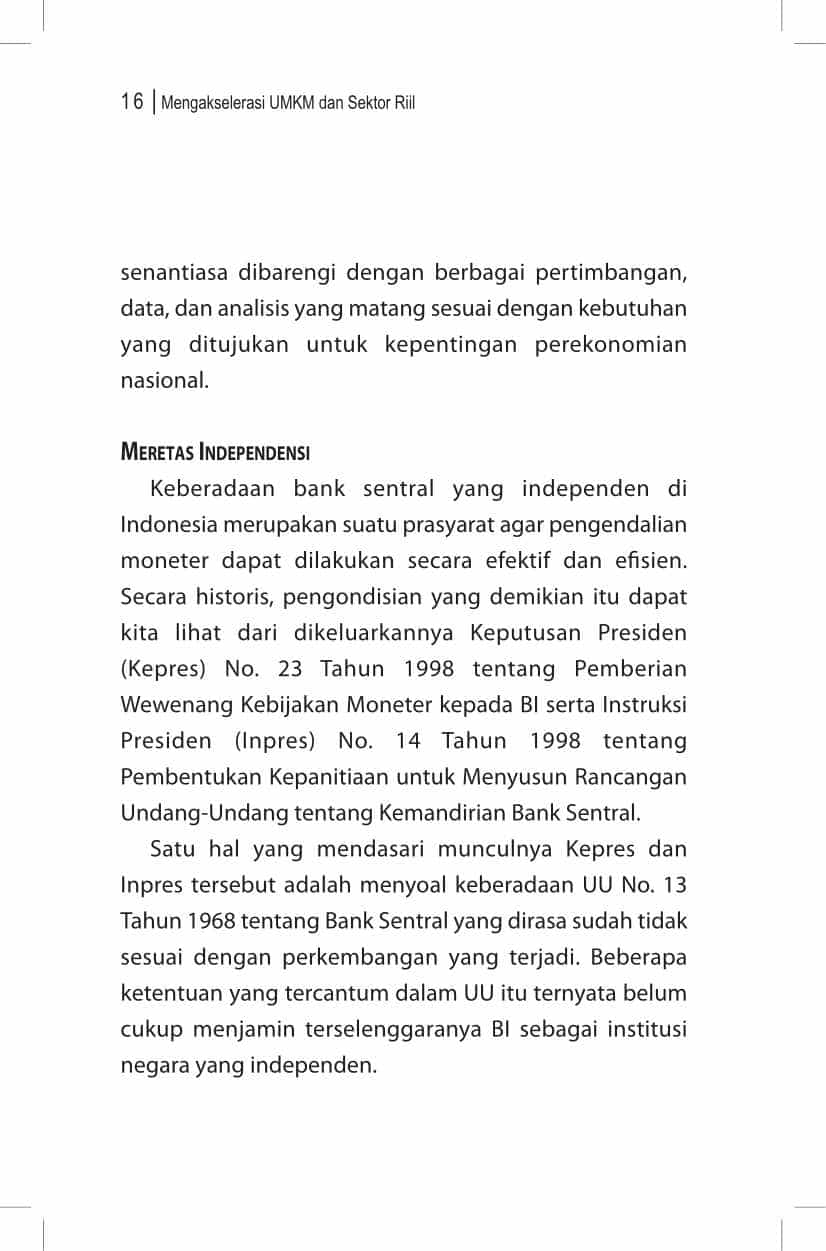 16 | Mengakselerasi UMKM dan Sektor Riil
senantiasa dibarengi dengan berbagai pertimbangan,
data, dan analisis yang matang sesuai dengan kebutuhan
yang ditujukan untuk kepentingan perekonomian
nasional.
MERETAS INDEPENDENSI
Keberadaan bank sentral yang independen di
Indonesia merupakan suatu prasyarat agar pengendalian
moneter dapat dilakukan secara efektif dan efisien.
Secara historis, pengondisian yang demikian itu dapat
kita lihat dari dikeluarkannya Keputusan Presiden
(Kepres) No. 23 Tahun 1998 tentang Pemberian
Wewenang Kebijakan Moneter kepada BI serta Instruksi
Presiden (Inpres) No. 14 Tahun 1998 tentang
Pembentukan Kepanitiaan untuk Menyusun Rancangan
Undang-Undang tentang Kemandirian Bank Sentral.
Satu hal yang mendasari munculnya Kepres dan
Inpres tersebut adalah menyoal keberadaan UU No. 13
Tahun 1968 tentang Bank Sentral yang dirasa sudah tidak
sesuai dengan perkembangan yang terjadi. Beberapa
ketentuan yang tercantum dalam UU itu ternyata belum
cukup menjamin terselenggaranya BI sebagai institusi
negara yang independen.